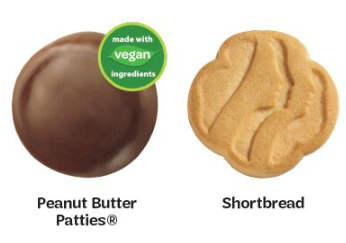 made with
vegan
ingredients
Peanut Butter
Patties®
Shortbread